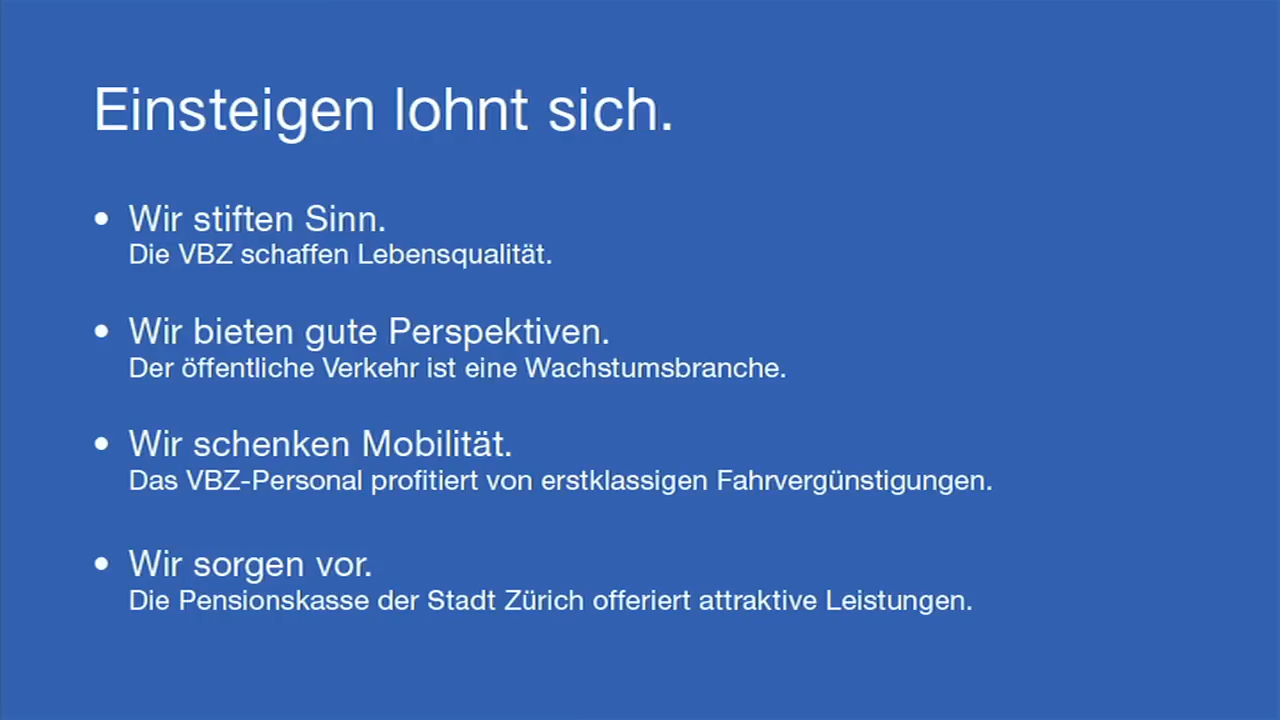 Einsteigen lohnt sich.
• Wir stiften Sinn.
Die VBZ schaffen Lebensqualität.
• Wir bieten gute Perspektiven.
Der öffentliche Verkehr ist eine Wachstumsbranche.
• Wir schenken Mobilität.
Das VBZ-Personal profitiert von erstklassigen Fahrvergünstigungen.
• Wir sorgen vor.
Die Pensionskasse der Stadt Zürich offeriert attraktive Leistungen.